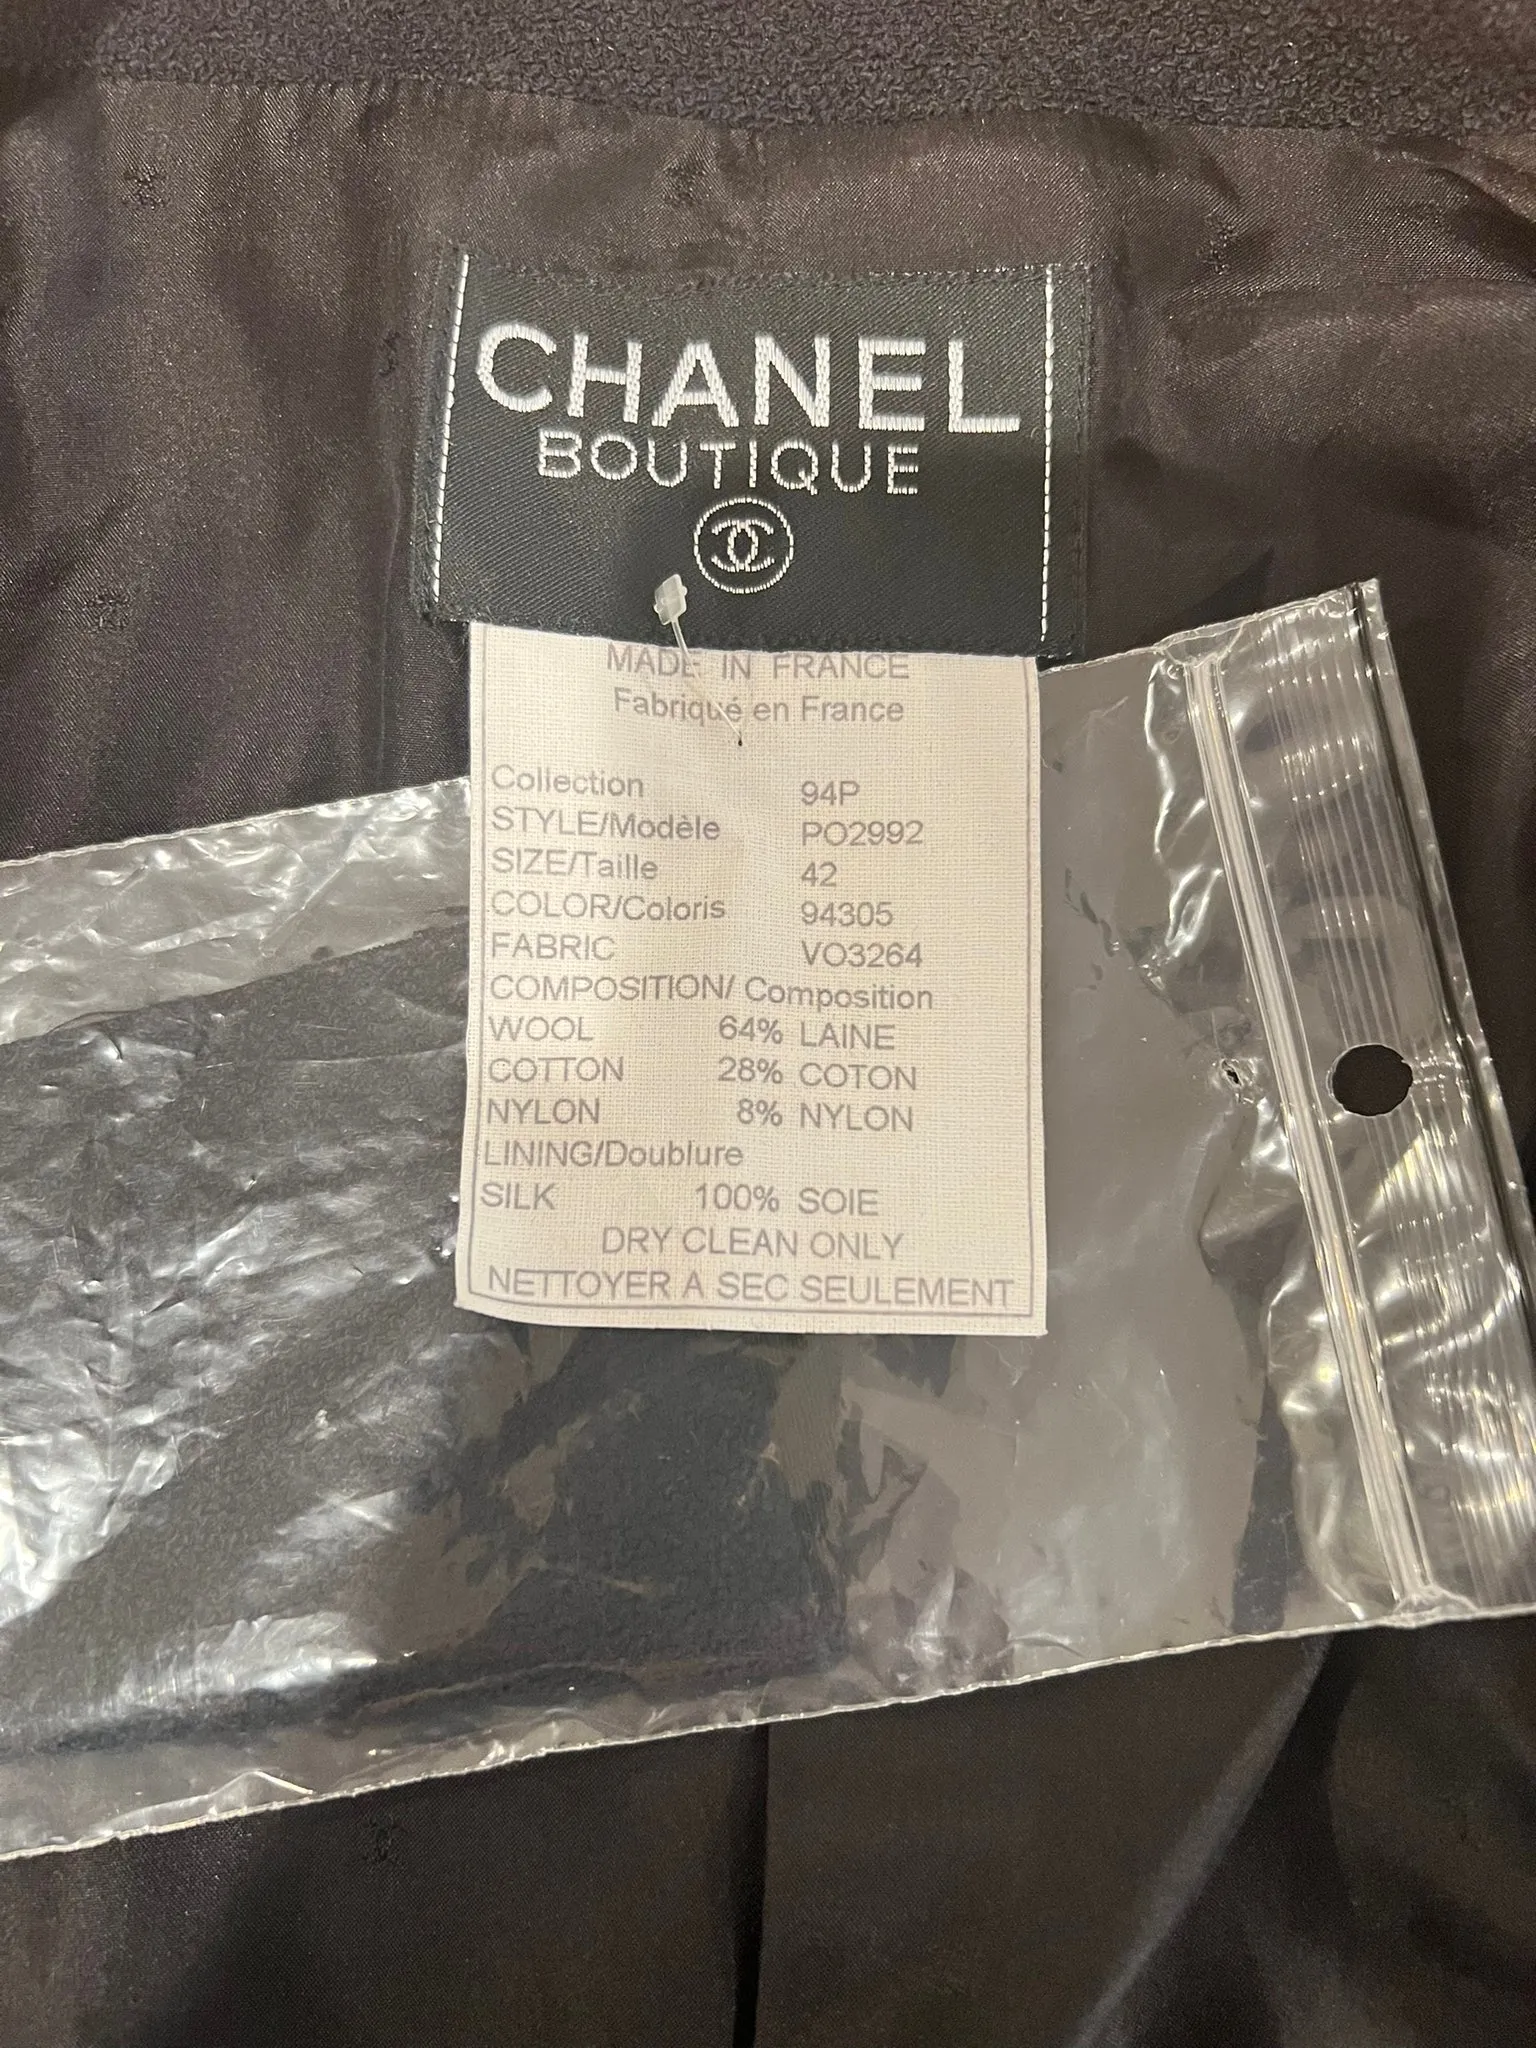 CHANEL
BOUTIQUE
MADE IN FRANCE
Fabriqué en France
Collection 94P
STYLE/Modèle PO2992
SIZE/Taille 42
COLOR/Coloris 94305
FABRIC VO3264
COMPOSITION/ Composition
WOOL 64% LAINE
COTTON 28% COTON
NYLON 8% NYLON
LINING/Doublure
SILK 100% SOIE
DRY CLEAN ONLY
NETTOYER A SEC SEULEMENT